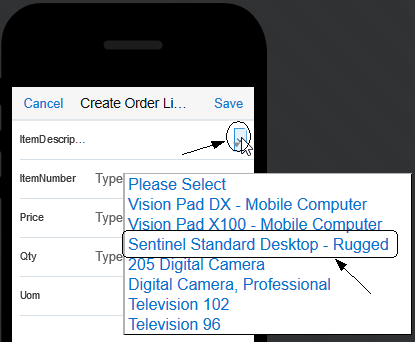 Cancel Create Order Li... Save
ItemDescrip...
ItemNumber Type
Please Select
Vision Pad DX - Mobile Computer
Price Type
Vision Pad X100 - Mobile Computer
Sentinel Standard Desktop - Rugged
Qty Type
205 Digital Camera
Digital Camera, Professional
Uom
Television 102
Television 96